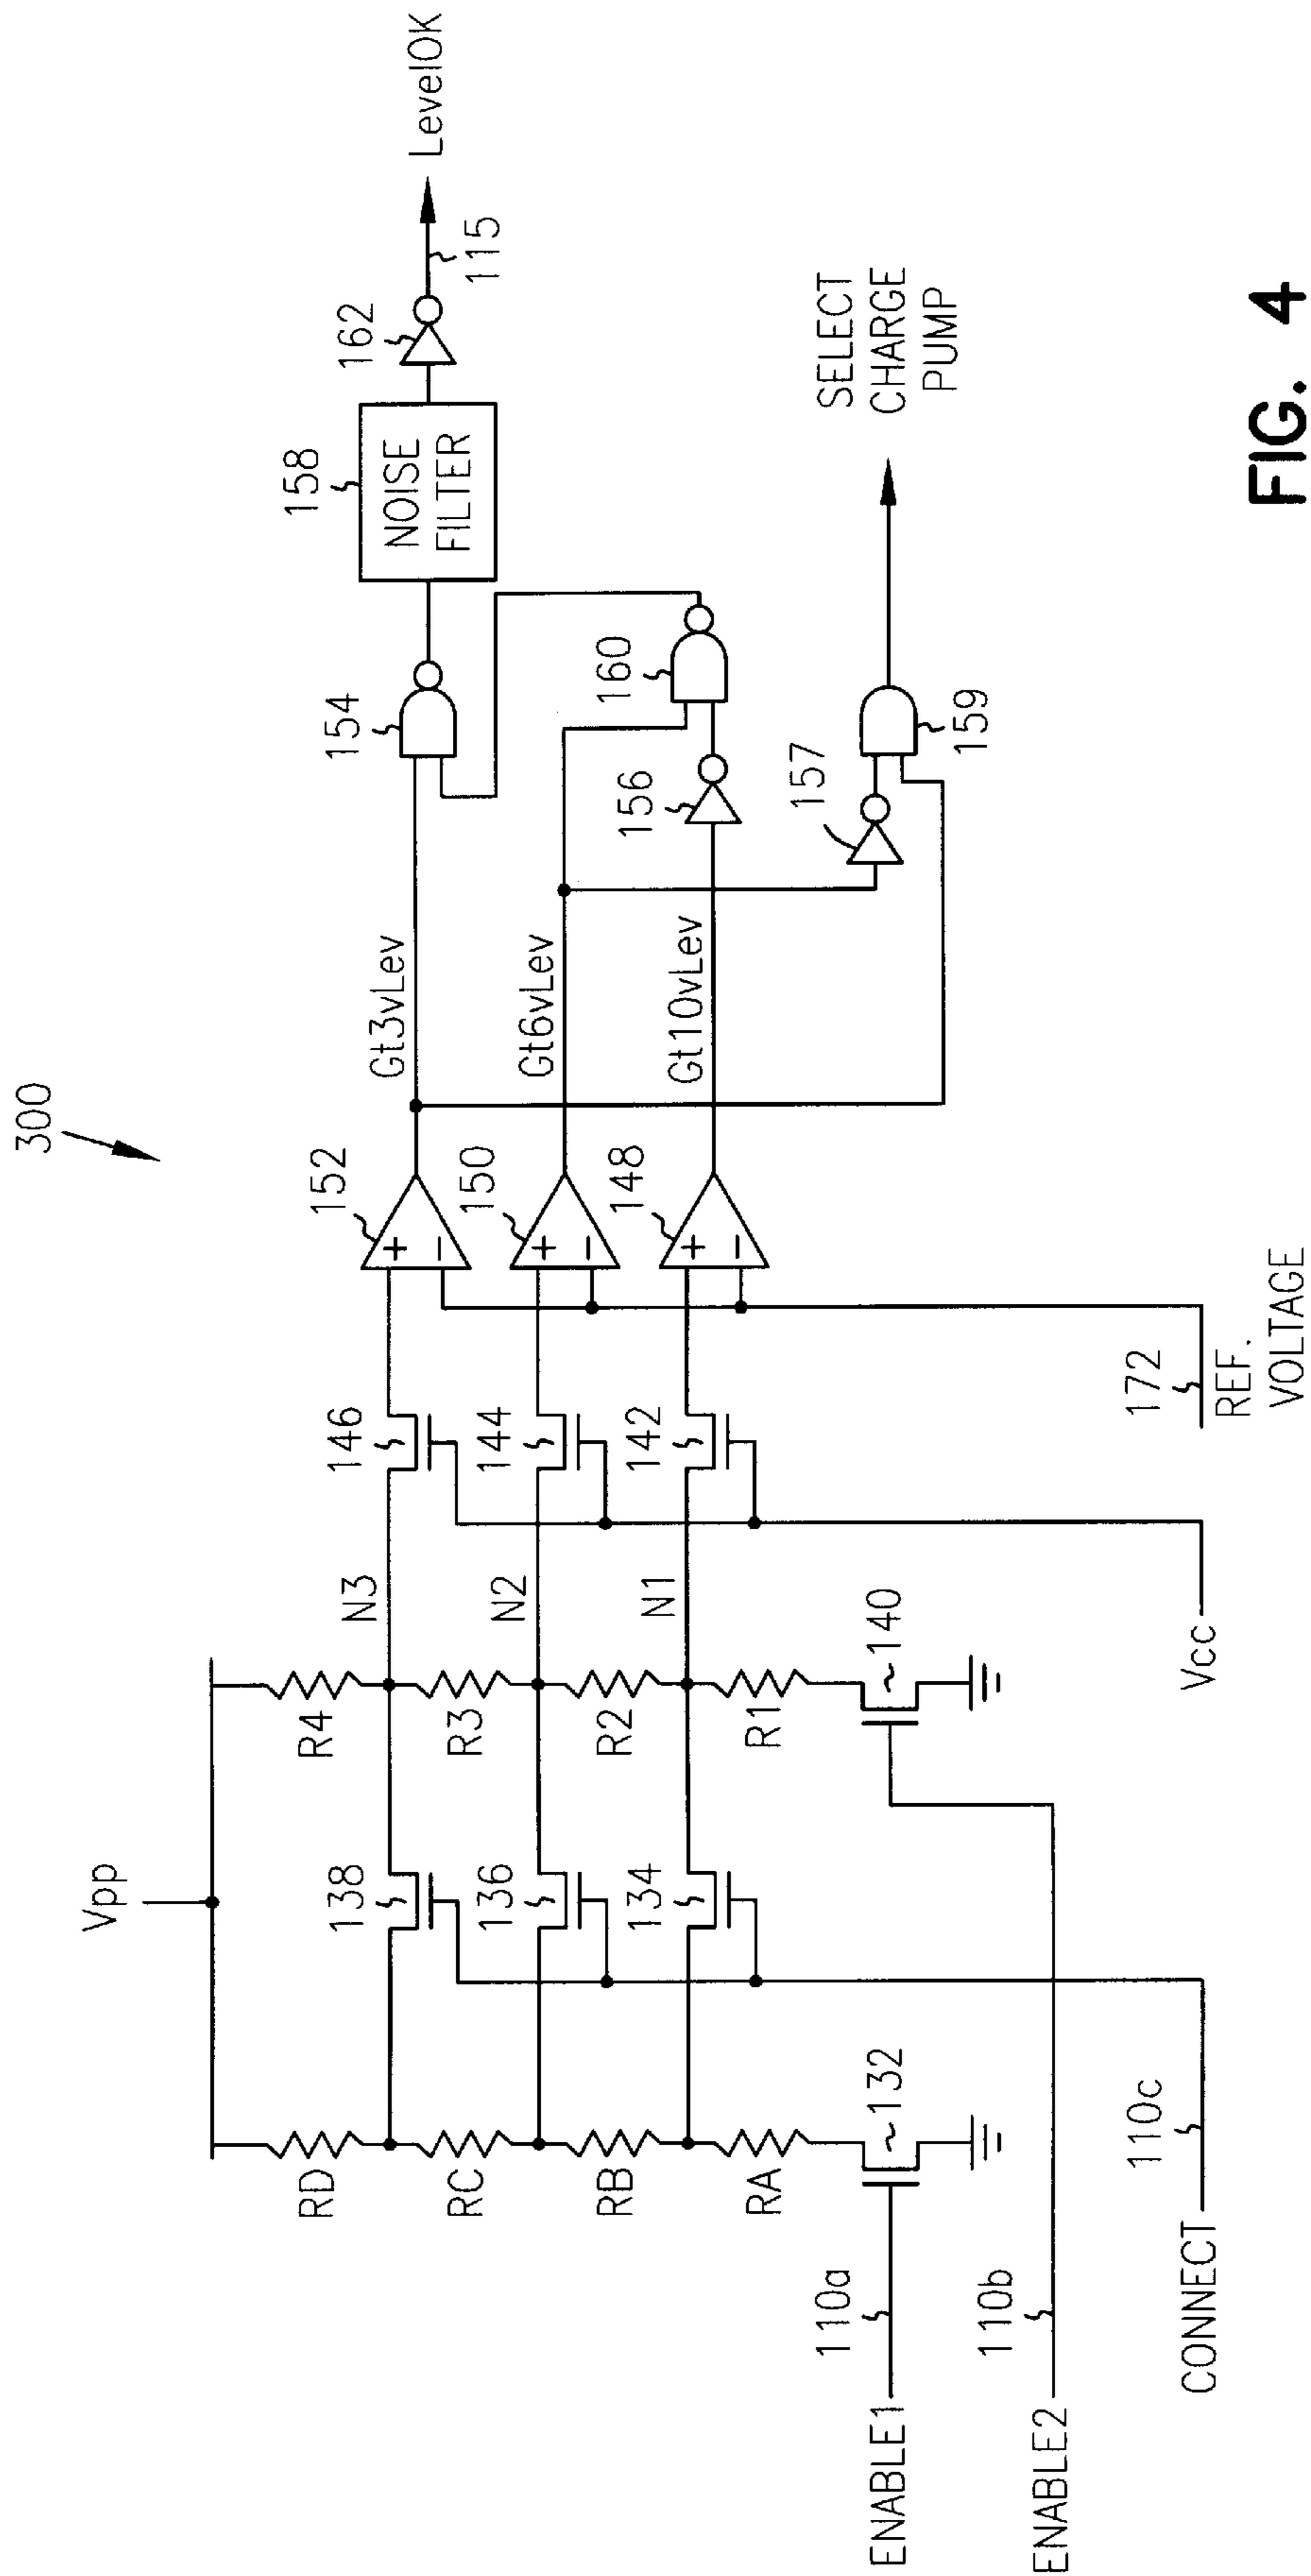 300
Vpp
RD
RC
RB
RA
138
136
134
132
R4
R3
R2
R1
140
N3
N2
N1
146
144
142
152
150
148
+
−
+
−
+
−
Gt3vLev
Gt6vLev
Gt10vLev
154
156
157
160
159
158
NOISE
FILTER
162
115
LevelOK
SELECT
CHARGE
PUMP
ENABLE1
110a
ENABLE2
110b
CONNECT
110c
Vcc
172
REF.
VOLTAGE
FIG. 4